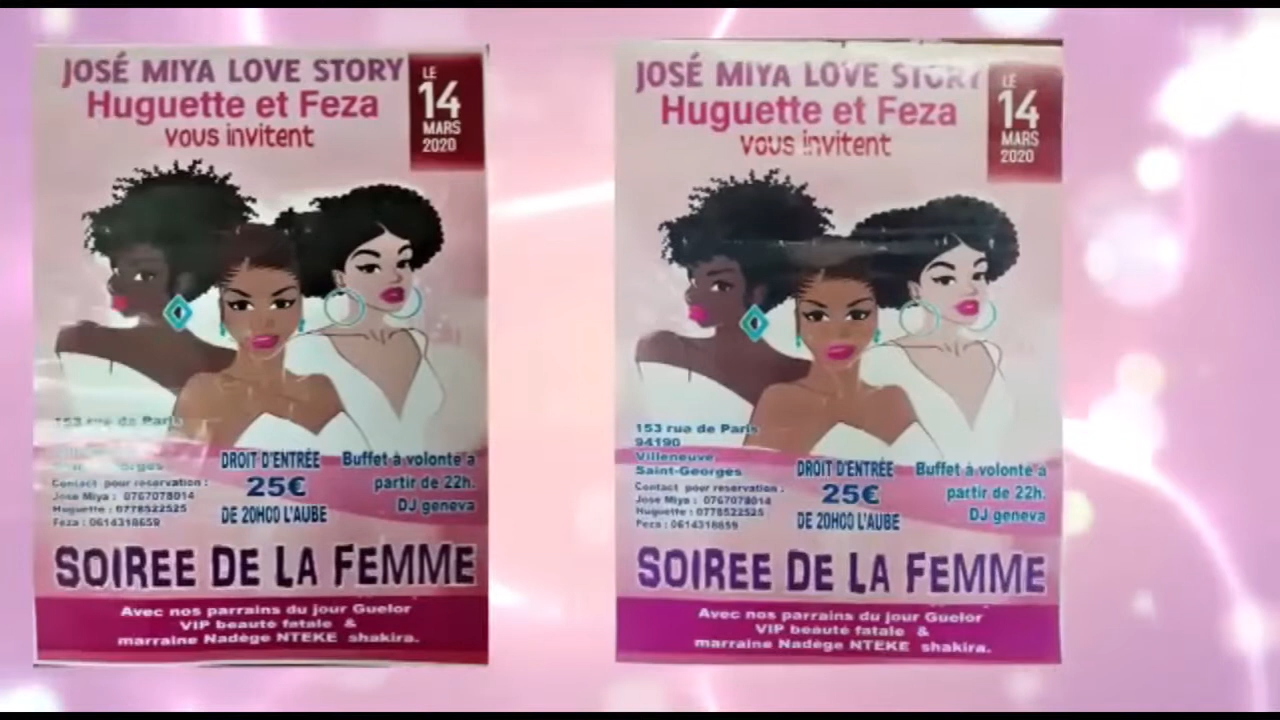 JOSÉ MIYA LOVE STORY
Huguette et Feza
vous invitent
LE
14
MARS
2020
153 rue de Paris
Contact pour reservation :
Jose Miya : 0767078014
Huguette : 0778522525
Feza : 0614318659
DROIT D'ENTRÉE
25€
DE 20H00 L'AUBE
Buffet à volonté a
partir de 22h.
DJ geneva
SOIREE DE LA FEMME
Avec nos parrains du jour Guelor
VIP beauté fatale &
marraine Nadège NTEKE shakira.
JOSÉ MIYA LOVE STORY
Huguette et Feza
vous invitent
LE
14
MARS
2020
153 rue de Paris
94190
Villeneuve
Saint-Georges
Contact pour reservation :
Jose Miya : 0767078014
Huguette : 0778522525
Feza : 0614318659
DROIT D'ENTRÉE
25€
DE 20H00 L'AUBE
Buffet à volonté a
partir de 22h.
DJ geneva
SOIREE DE LA FEMME
Avec nos parrains du jour Guelor
VIP beauté fatale &
marraine Nadège NTEKE shakira.